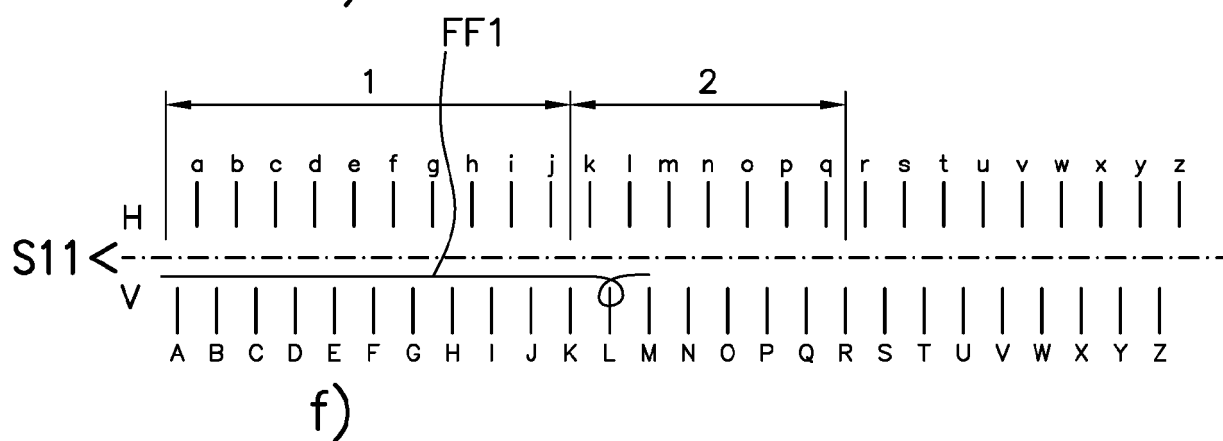 FF1
1 2
a b c d e f g h i j k l m n o p q r s t u v w x y z
H
S11<
V
A B C D E F G H I J K L M N O P Q R S T U V W X Y Z
f)